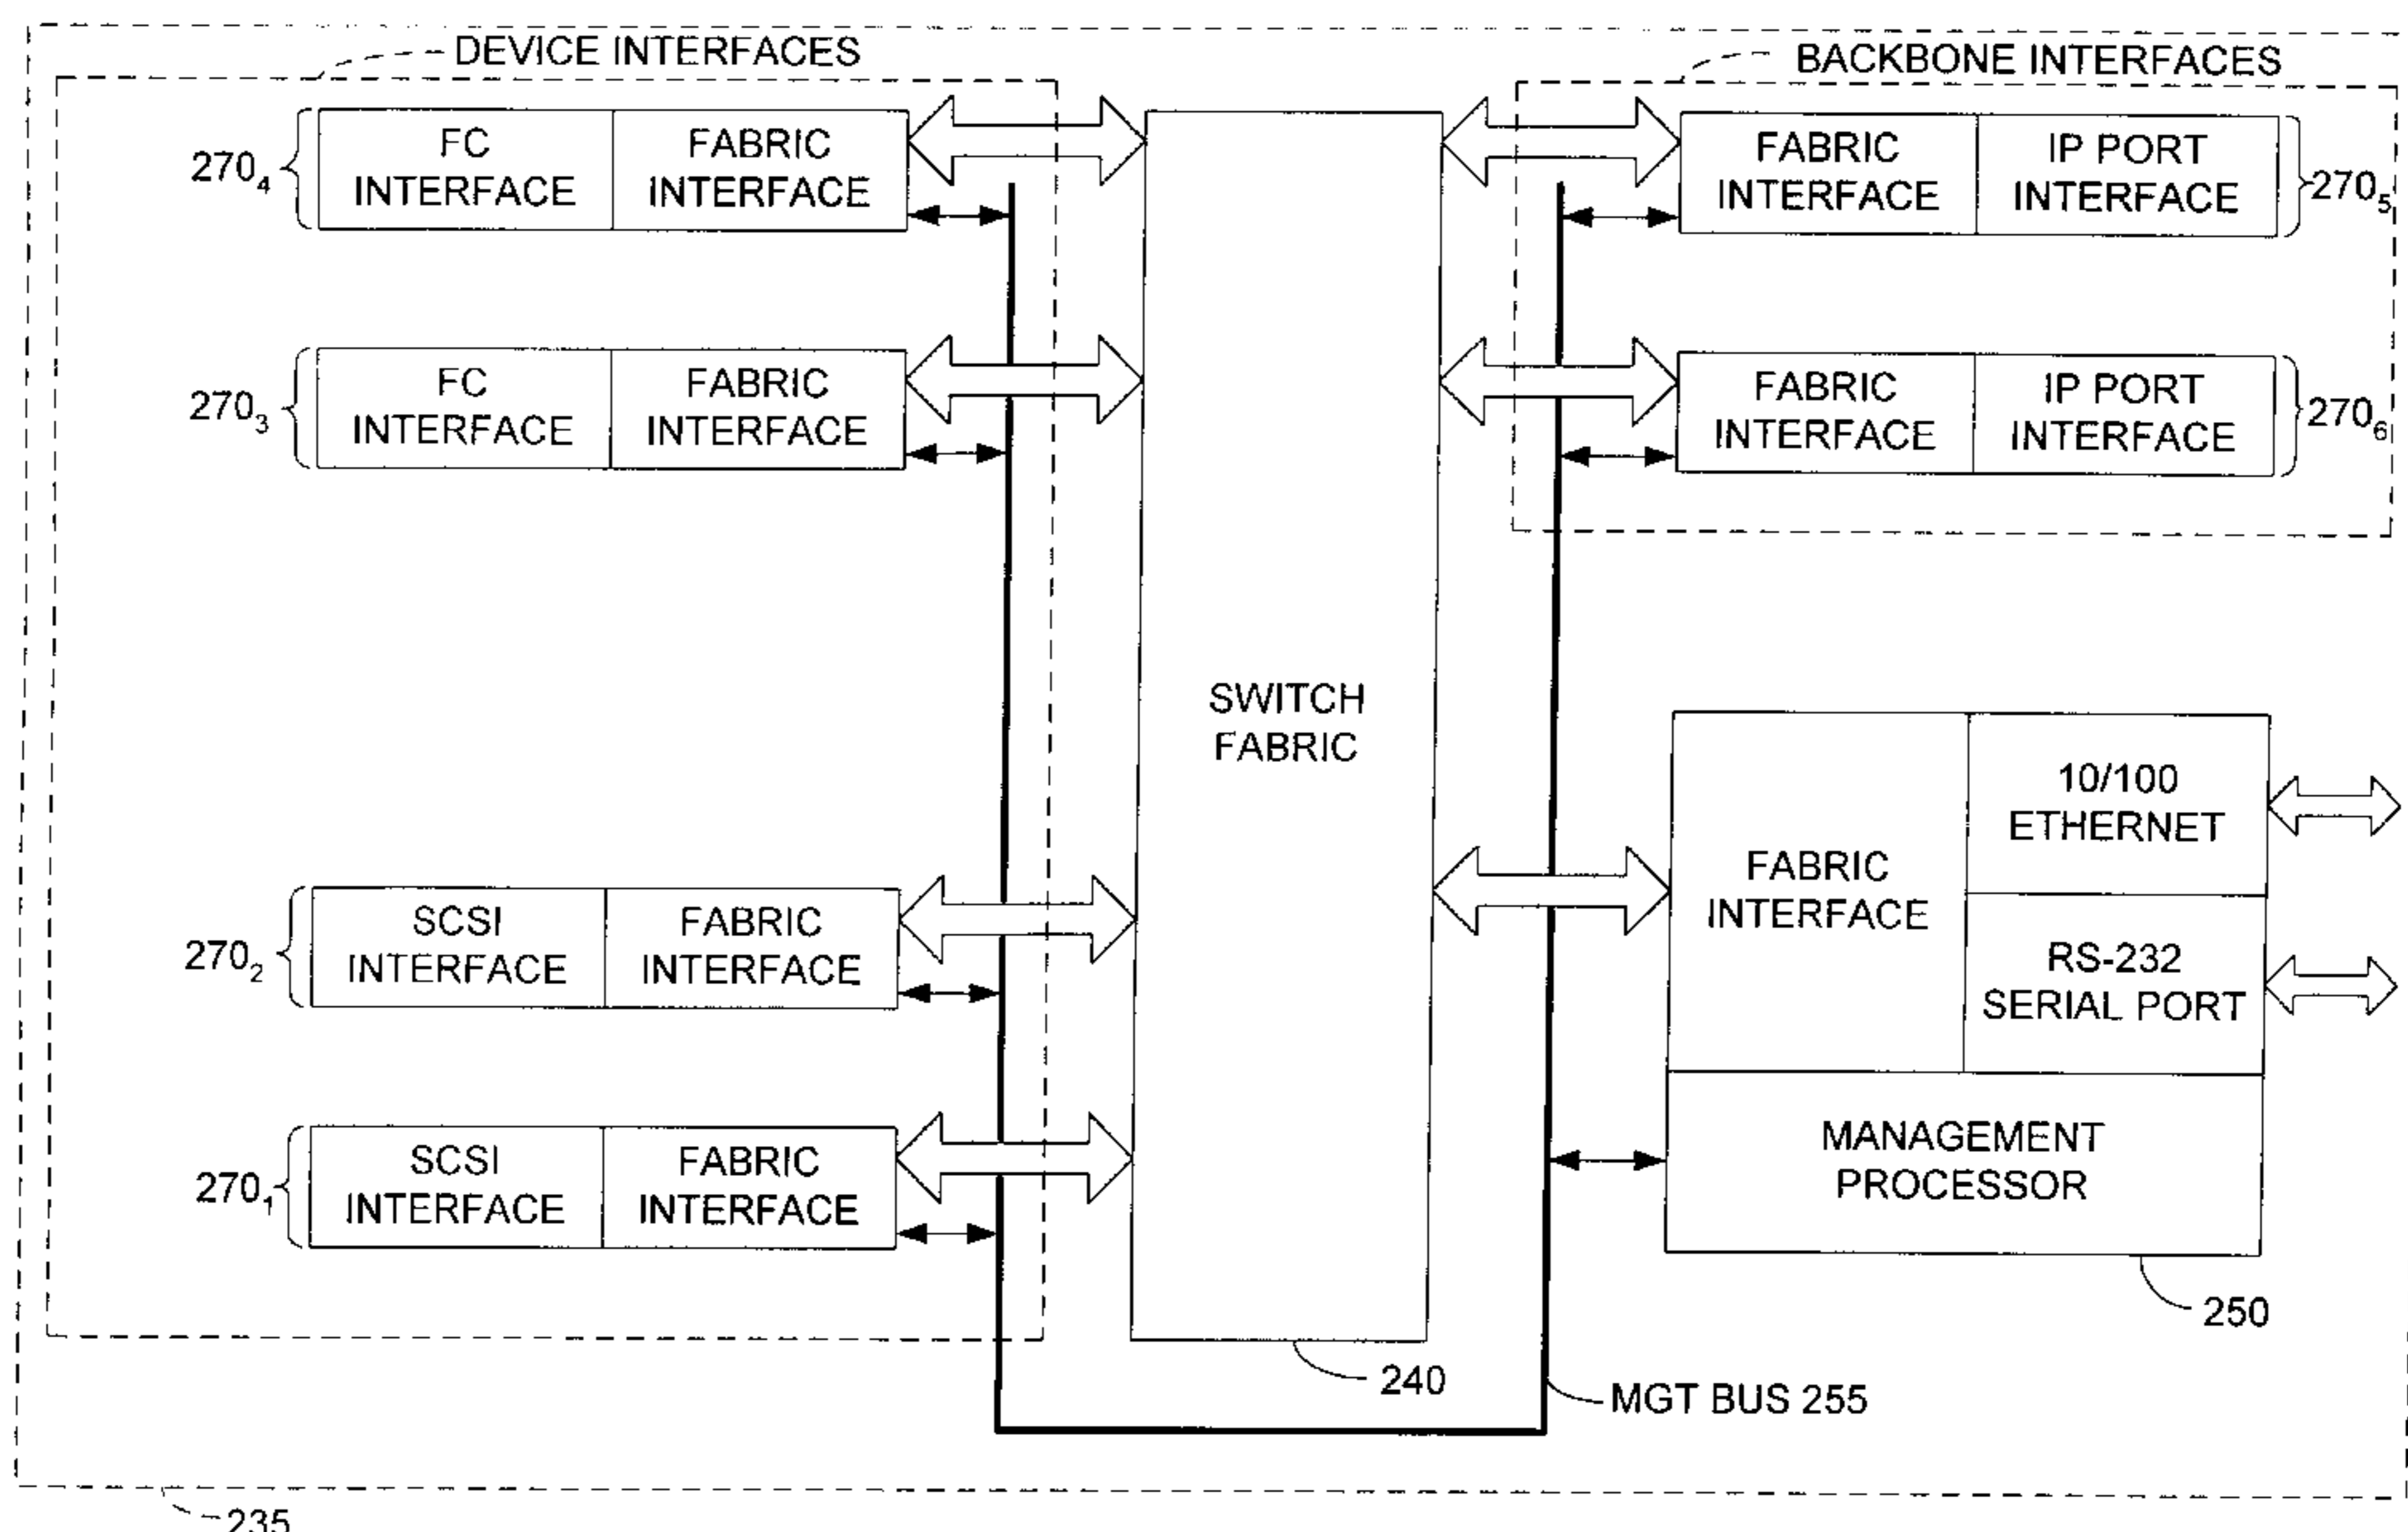 DEVICE INTERFACES
BACKBONE INTERFACES
270₄
FC
INTERFACE
FABRIC
INTERFACE
FABRIC
INTERFACE
IP PORT
INTERFACE
270₅
270₃
FC
INTERFACE
FABRIC
INTERFACE
FABRIC
INTERFACE
IP PORT
INTERFACE
270₆
SWITCH
FABRIC
270₂
SCSI
INTERFACE
FABRIC
INTERFACE
FABRIC
INTERFACE
10/100
ETHERNET
RS-232
SERIAL PORT
270₁
SCSI
INTERFACE
FABRIC
INTERFACE
MANAGEMENT
PROCESSOR
250
240
MGT BUS 255
235